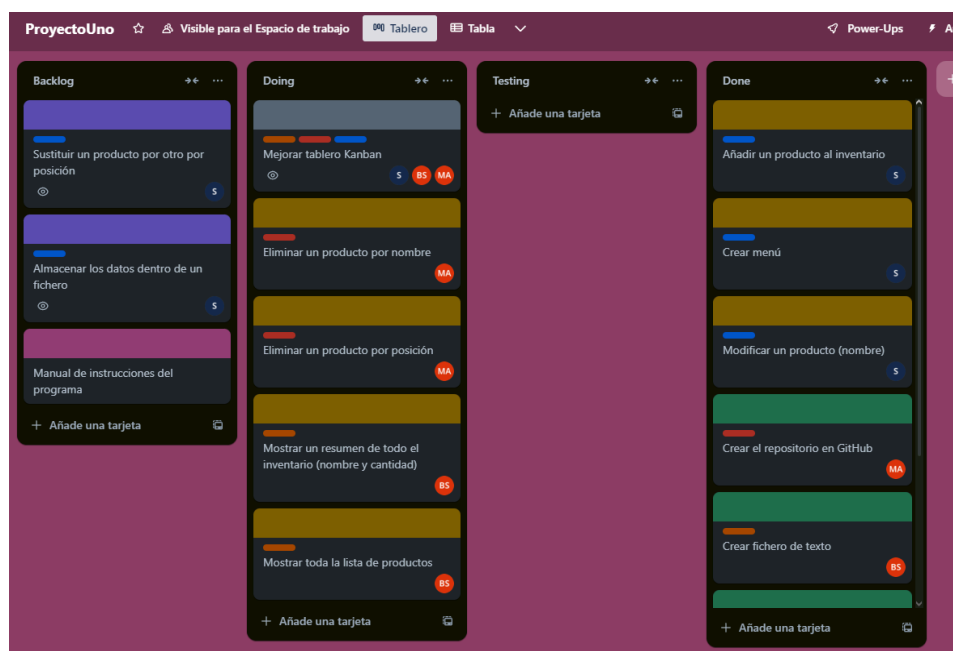 ProyectoUno
Visible para el Espacio de trabajo
Tablero
Tabla
Power-Ups
A
Backlog
Sustituir un producto por otro por
posición
S
Almacenar los datos dentro de un
fichero
S
Manual de instrucciones del
programa
+ Añade una tarjeta
Doing
Mejorar tablero Kanban
S BS MA
Eliminar un producto por nombre
MA
Eliminar un producto por posición
MA
Mostrar un resumen de todo el
inventario (nombre y cantidad)
BS
Mostrar toda la lista de productos
BS
+ Añade una tarjeta
Testing
+ Añade una tarjeta
Done
Añadir un producto al inventario
S
Crear menú
S
Modificar un producto (nombre)
S
Crear el repositorio en GitHub
MA
Crear fichero de texto
BS
+ Añade una tarjeta